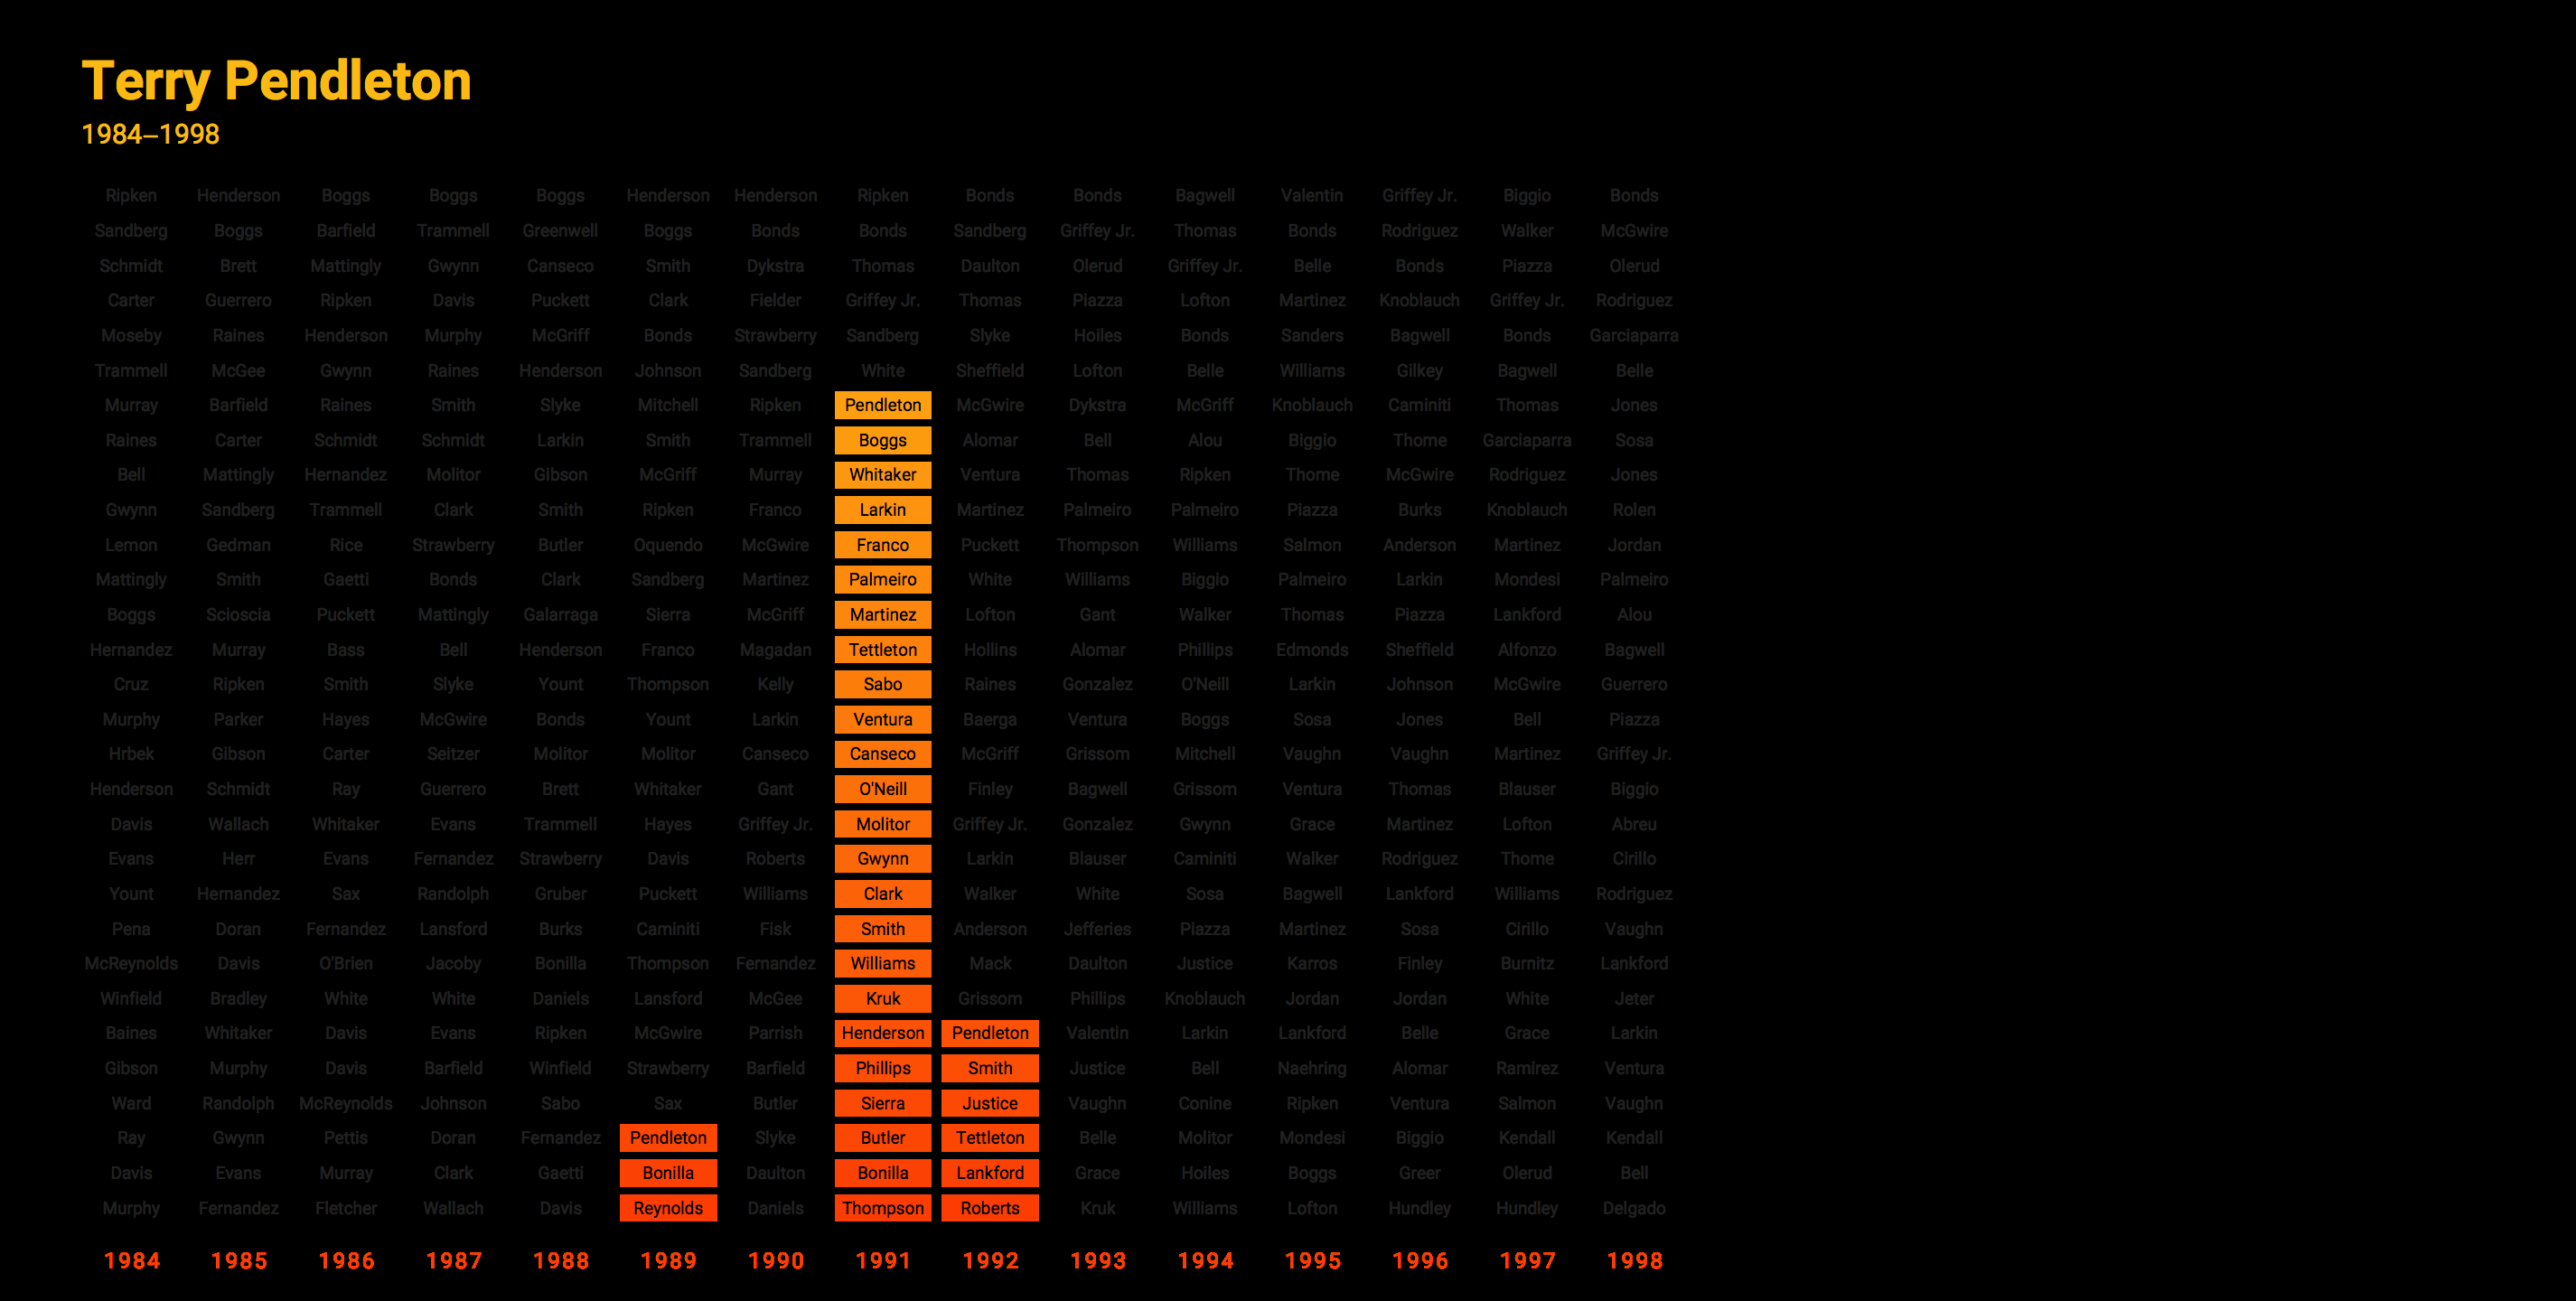 Terry Pendleton
1984–1998
Ripken Henderson Boggs Boggs Boggs Henderson Henderson Ripken Bonds Bonds Bagwell Valentin Griffey Jr. Biggio Bonds
Sandberg Boggs Barfield Trammell Greenwell Boggs Bonds Bonds Sandberg Griffey Jr. Thomas Bonds Rodriguez Walker McGwire
Schmidt Brett Mattingly Gwynn Canseco Smith Dykstra Thomas Daulton Olerud Griffey Jr. Belle Bonds Piazza Olerud
Carter Guerrero Ripken Davis Puckett Clark Fielder Griffey Jr. Thomas Piazza Lofton Martinez Knoblauch Griffey Jr. Rodriguez
Moseby Raines Henderson Murphy McGriff Bonds Strawberry Sandberg Slyke Hoiles Bonds Sanders Bagwell Bonds Garciaparra
Trammell McGee Gwynn Raines Henderson Johnson Sandberg White Sheffield Lofton Belle Williams Gilkey Bagwell Belle
Murray Barfield Raines Smith Slyke Mitchell Ripken Pendleton McGwire Dykstra McGriff Knoblauch Caminiti Thomas Jones
Raines Carter Schmidt Schmidt Larkin Smith Trammell Boggs Alomar Bell Alou Biggio Thome Garciaparra Sosa
Bell Mattingly Hernandez Molitor Gibson McGriff Murray Whitaker Ventura Thomas Ripken Thome McGwire Rodriguez Jones
Gwynn Sandberg Trammell Clark Smith Ripken Franco Larkin Martinez Palmeiro Palmeiro Piazza Burks Knoblauch Rolen
Lemon Gedman Rice Strawberry Butler Oquendo McGwire Franco Puckett Thompson Williams Salmon Anderson Martinez Jordan
Mattingly Smith Gaetti Bonds Clark Sandberg Martinez Palmeiro White Williams Biggio Palmeiro Larkin Mondesi Palmeiro
Boggs Scioscia Puckett Mattingly Galarraga Sierra McGriff Martinez Lofton Gant Walker Thomas Piazza Lankford Alou
Hernandez Murray Bass Bell Henderson Franco Magadan Tettleton Hollins Alomar Phillips Edmonds Sheffield Alfonzo Bagwell
Cruz Ripken Smith Slyke Yount Thompson Kelly Sabo Raines Gonzalez O'Neill Larkin Johnson McGwire Guerrero
Murphy Parker Hayes McGwire Bonds Yount Larkin Ventura Baerga Ventura Boggs Sosa Jones Bell Piazza
Hrbek Gibson Carter Seitzer Molitor Molitor Canseco Canseco McGriff Grissom Mitchell Vaughn Vaughn Martinez Griffey Jr.
Henderson Schmidt Ray Guerrero Brett Whitaker Gant O'Neill Finley Bagwell Grissom Ventura Thomas Blauser Biggio
Davis Wallach Whitaker Evans Trammell Hayes Griffey Jr. Molitor Griffey Jr. Gonzalez Gwynn Grace Martinez Lofton Abreu
Evans Herr Evans Fernandez Strawberry Davis Roberts Gwynn Larkin Blauser Caminiti Walker Rodriguez Thome Cirillo
Yount Hernandez Sax Randolph Gruber Puckett Williams Clark Walker White Sosa Bagwell Lankford Williams Rodriguez
Pena Doran Fernandez Lansford Burks Caminiti Fisk Smith Anderson Jefferies Piazza Martinez Sosa Cirillo Vaughn
McReynolds Davis O'Brien Jacoby Bonilla Thompson Fernandez Williams Mack Daulton Justice Karros Finley Burnitz Lankford
Winfield Bradley White White Daniels Lansford McGee Kruk Grissom Phillips Knoblauch Jordan Jordan White Jeter
Baines Whitaker Davis Evans Ripken McGwire Parrish Henderson Pendleton Valentin Larkin Lankford Belle Grace Larkin
Gibson Murphy Davis Barfield Winfield Strawberry Barfield Phillips Smith Justice Bell Naehring Alomar Ramirez Ventura
Ward Randolph McReynolds Johnson Sabo Sax Butler Sierra Justice Vaughn Conine Ripken Ventura Salmon Vaughn
Ray Gwynn Pettis Doran Fernandez Pendleton Slyke Butler Tettleton Belle Molitor Mondesi Biggio Kendall Kendall
Davis Evans Murray Clark Gaetti Bonilla Daulton Bonilla Lankford Grace Hoiles Boggs Greer Olerud Bell
Murphy Fernandez Fletcher Wallach Davis Reynolds Daniels Thompson Roberts Kruk Williams Lofton Hundley Hundley Delgado
1984 1985 1986 1987 1988 1989 1990 1991 1992 1993 1994 1995 1996 1997 1998